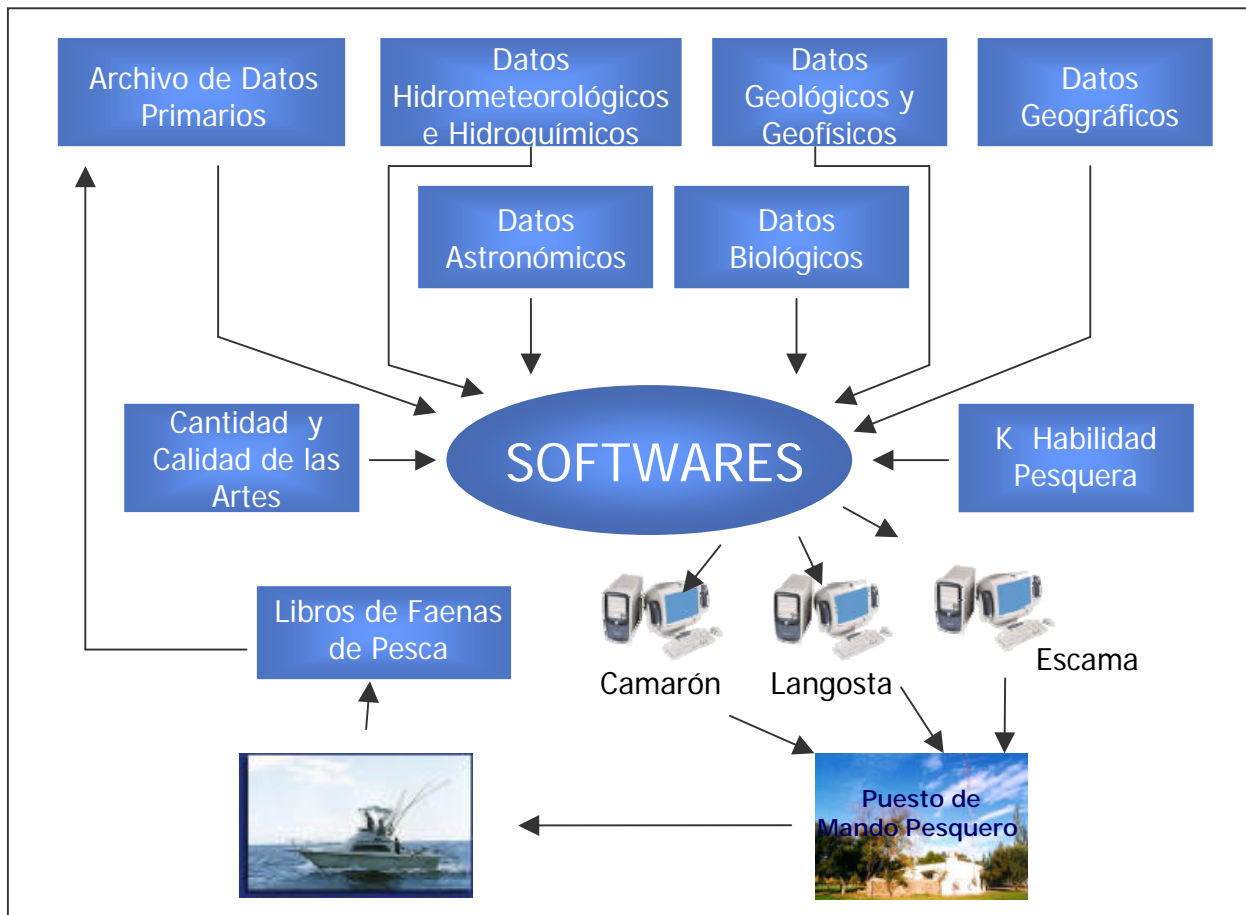 Archivo de Datos
Primarios
Datos
Hidrometeorológicos
e Hidroquímicos
Datos
Geológicos y
Geofísicos
Datos
Geográficos
Datos
Astronómicos
Datos
Biológicos
Cantidad y
Calidad de las
Artes
SOFTWARES
K Habilidad
Pesquera
Libros de Faenas
de Pesca
Camarón
Langosta
Escama
Puesto de
Mando Pesquero